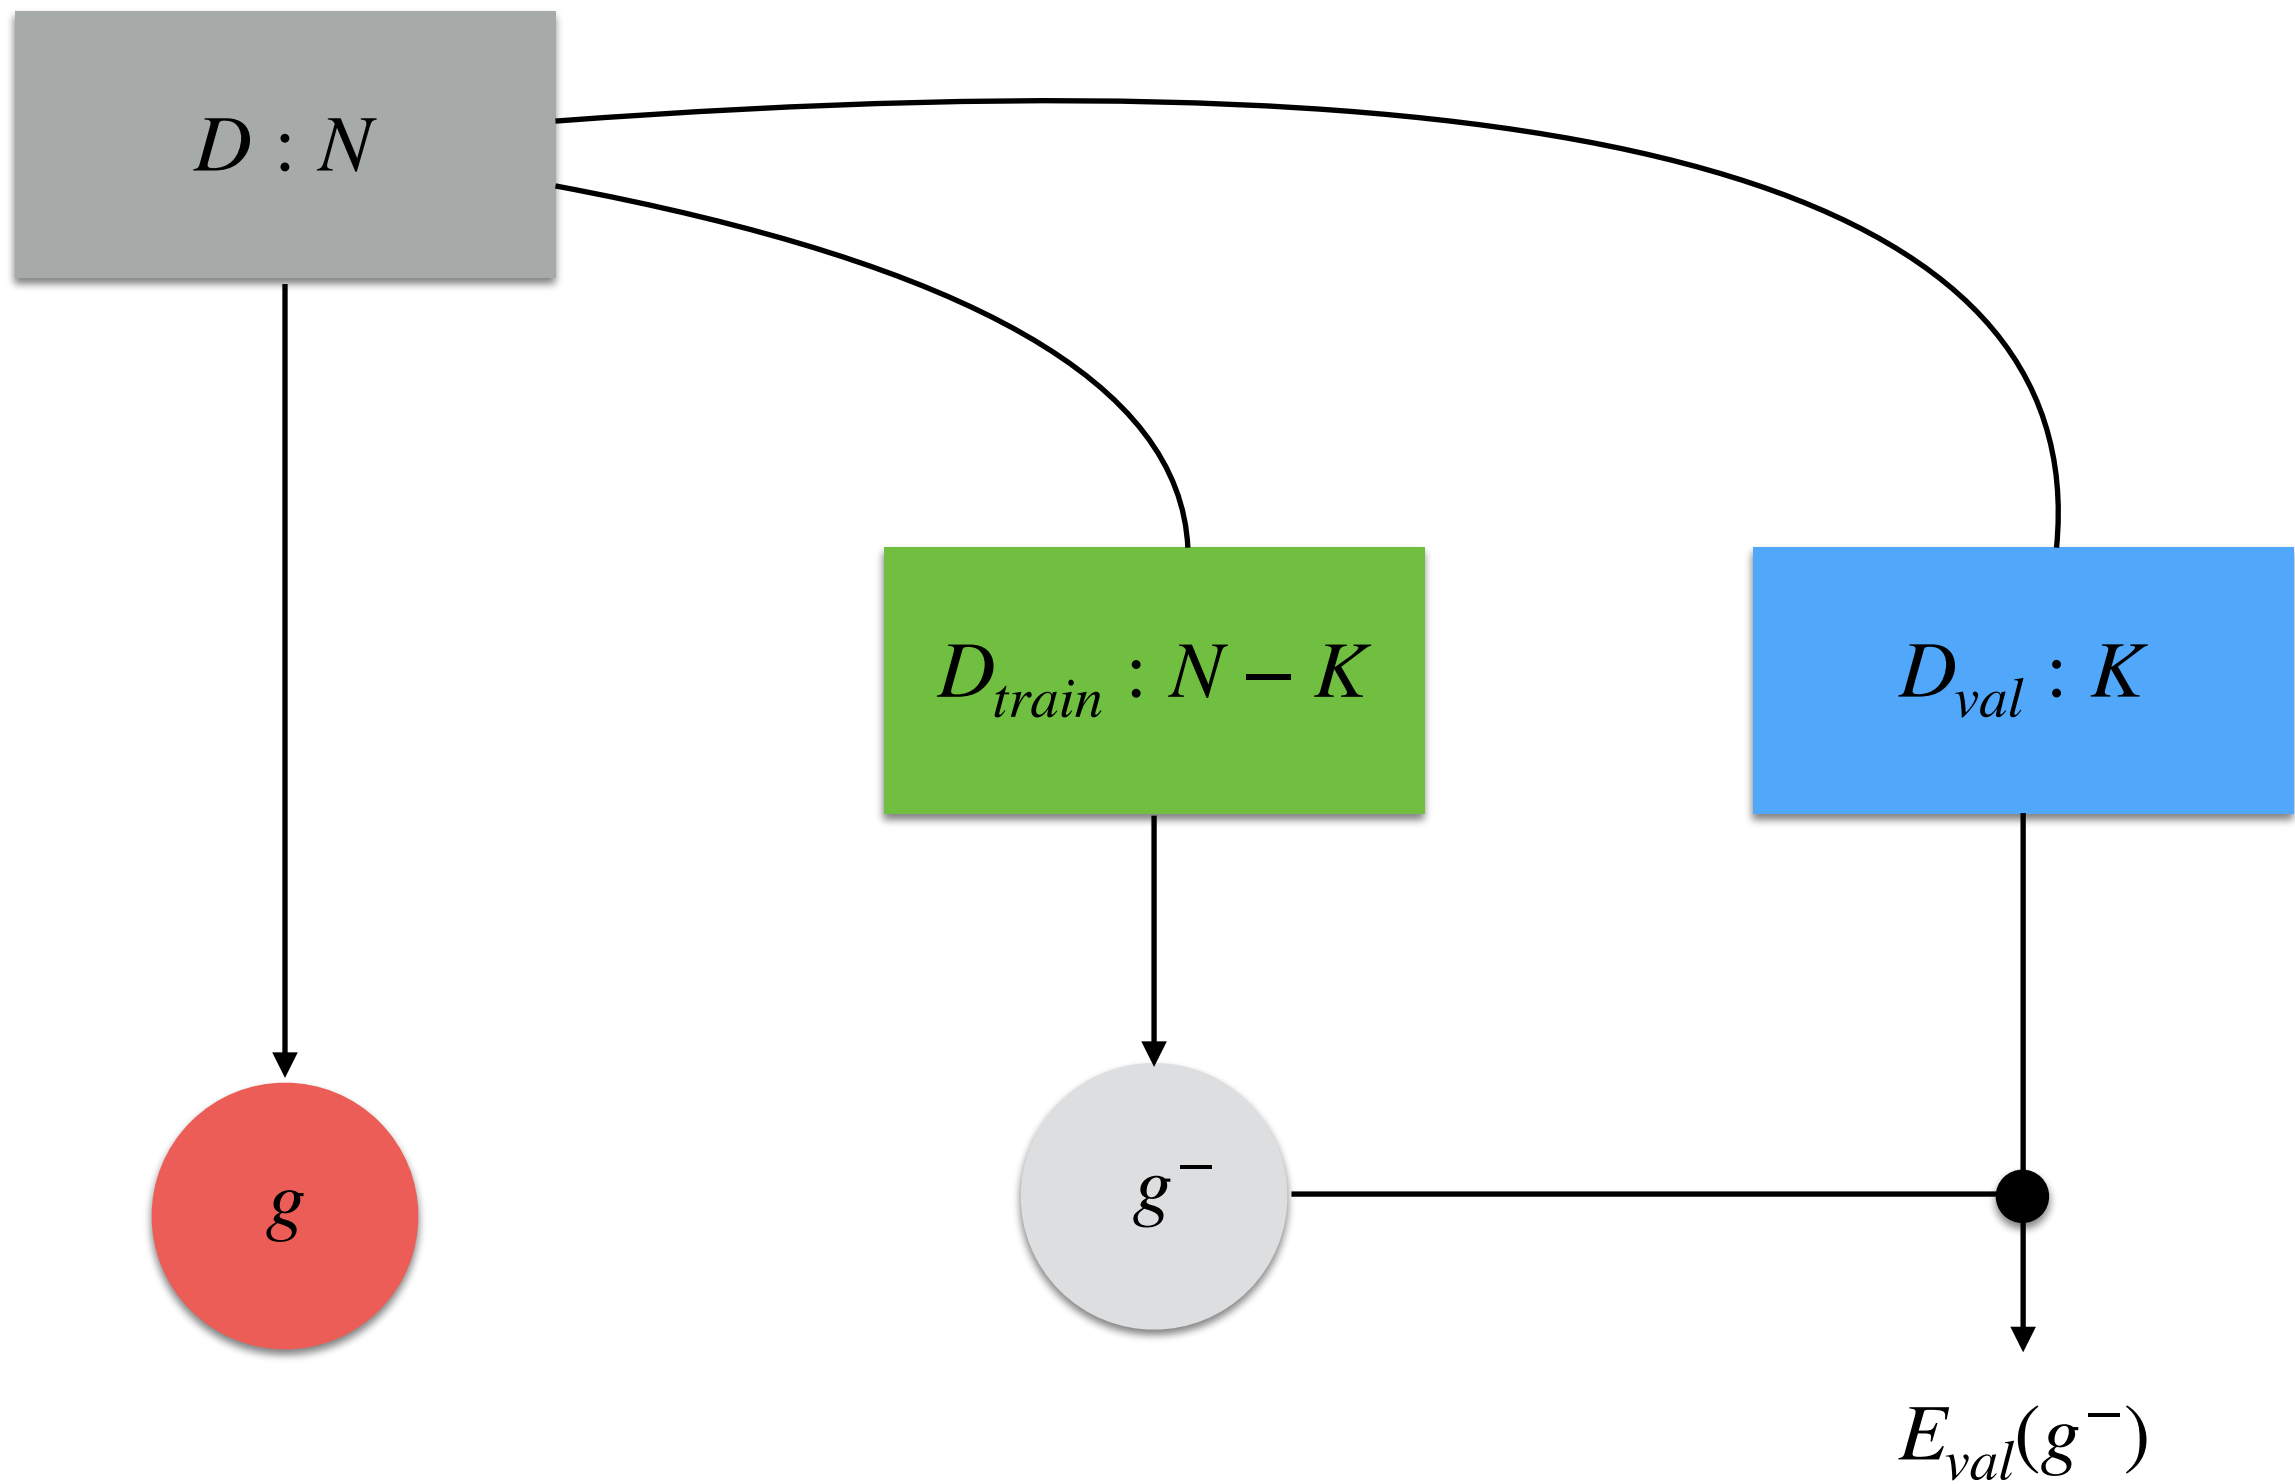 D : N
D_train : N − K
D_val : K
g
g⁻
E_val(g⁻)